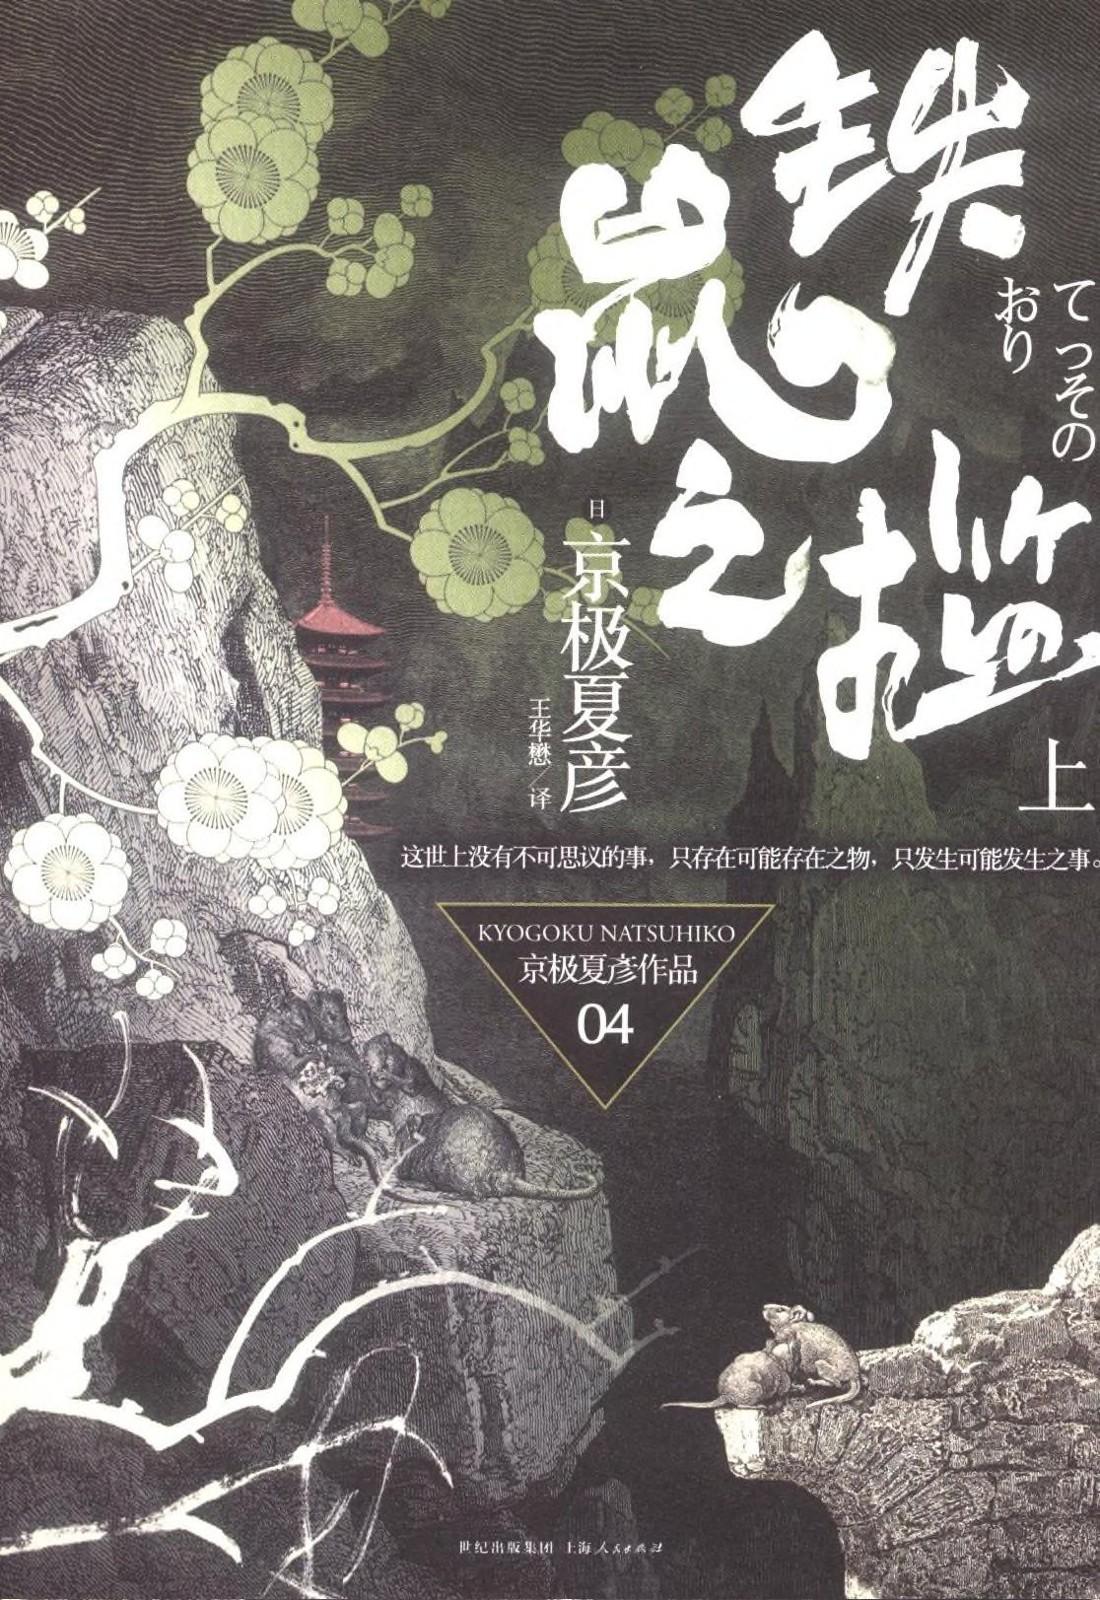 铁鼠之槛
てっその
おり
上
日
京极夏彦
王华懋／译
这世上没有不可思议的事，只存在可能存在之物，只发生可能发生之事。
KYOGOKU NATSUHIKO
京极夏彦作品
04
世纪出版集团 上海人民出版社